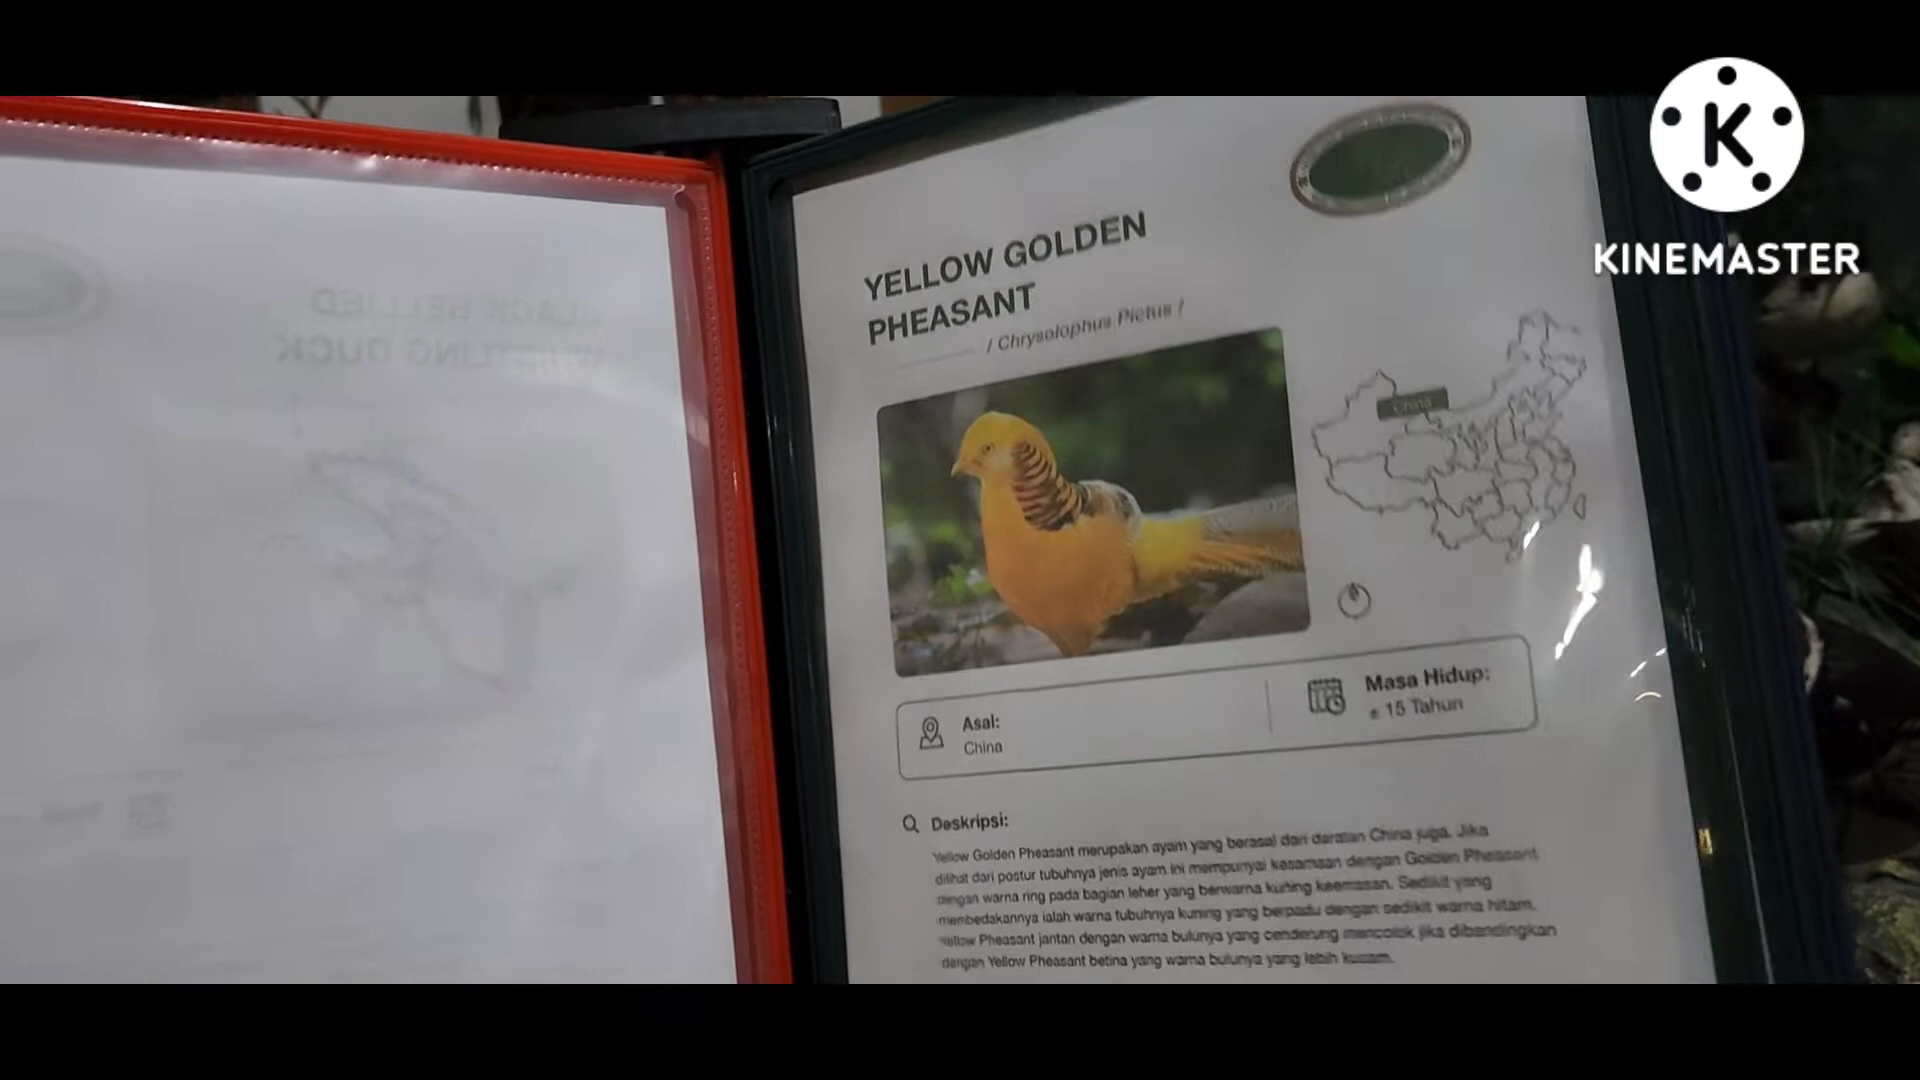 KINEMASTER
BLACK BELLIED
WHISTLING DUCK
YELLOW GOLDEN
PHEASANT
/ Chrysolophus Pictus /
China
Asal:
China
Masa Hidup:
± 15 Tahun
Deskripsi:
Yellow Golden Pheasant merupakan ayam yang berasal dari daratan China juga. Jika
dilihat dari postur tubuhnya jenis ayam ini mempunyai kesamaan dengan Golden Pheasant
dengan warna ring pada bagian leher yang berwarna kuning keemasan. Sedikit yang
membedakannya ialah warna tubuhnya kuning yang berpadu dengan sedikit warna hitam.
Yellow Pheasant jantan dengan warna bulunya yang cenderung mencolok jika dibandingkan
dengan Yellow Pheasant betina yang warna bulunya yang lebih kusam.